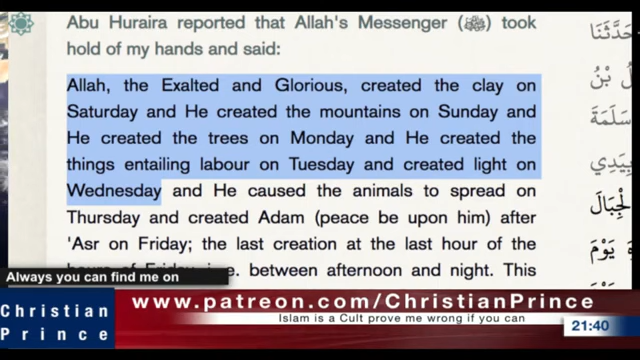 Abu Huraira reported that Allah's Messenger (ﷺ) took
hold of my hands and said:
Allah, the Exalted and Glorious, created the clay on
Saturday and He created the mountains on Sunday and
He created the trees on Monday and He created the
things entailing labour on Tuesday and created light on
Wednesday and He caused the animals to spread on
Thursday and created Adam (peace be upon him) after
'Asr on Friday; the last creation at the last hour of the
hours of Friday, i.e. between afternoon and night. This
حَدَّثَنَا
لُ بْنُ
سَلَمَةَ
بِيَدِي
الْجِبَالَ
يَوْمَ
Always you can find me on
Christian
Prince
www.patreon.com/ChristianPrince
Islam is a Cult prove me wrong if you can
21:40